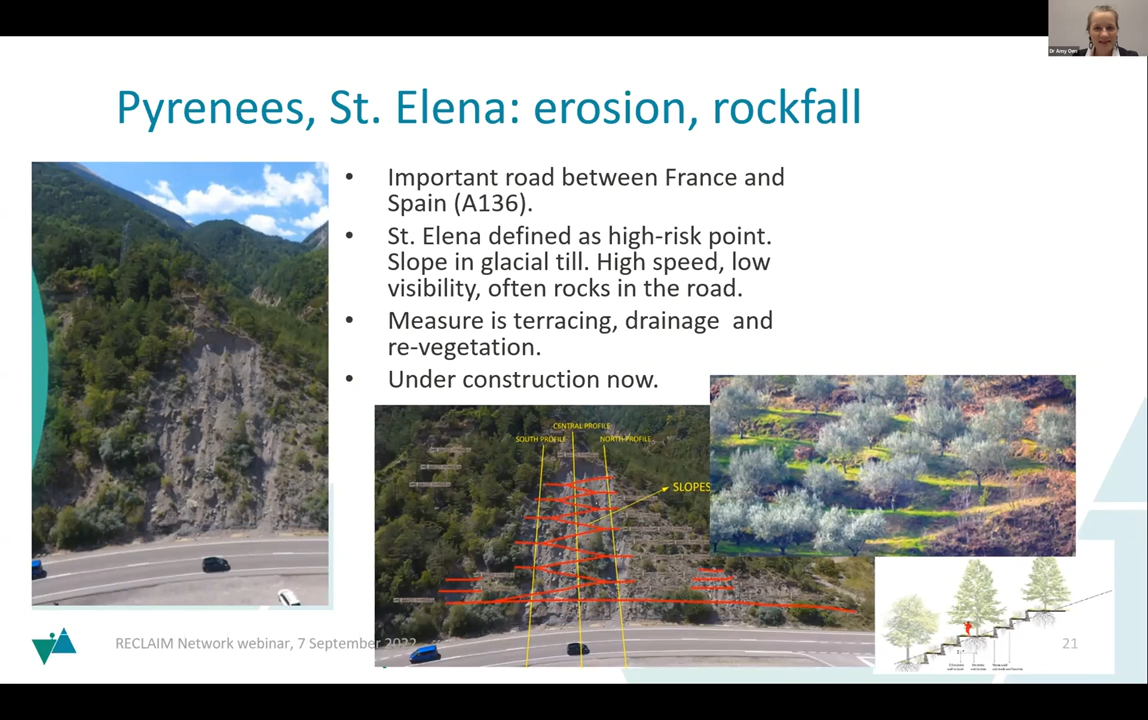 Dr Amy Oen
Pyrenees, St. Elena: erosion, rockfall
• Important road between France and
Spain (A136).
• St. Elena defined as high-risk point.
Slope in glacial till. High speed, low
visibility, often rocks in the road.
• Measure is terracing, drainage and
re-vegetation.
• Under construction now.
CENTRAL PROFILE
SOUTH PROFILE
NORTH PROFILE
SLOPES
RECLAIM Network webinar, 7 September 2022
21